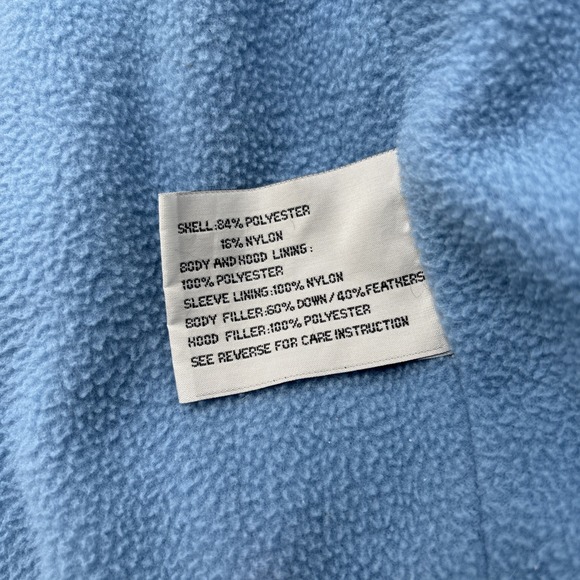 SHELL:84% POLYESTER
16% NYLON
BODY AND HOOD LINING:
100% POLYESTER
SLEEVE LINING:100% NYLON
BODY FILLER:60% DOWN/40%FEATHERS
HOOD FILLER:100% POLYESTER
SEE REVERSE FOR CARE INSTRUCTION